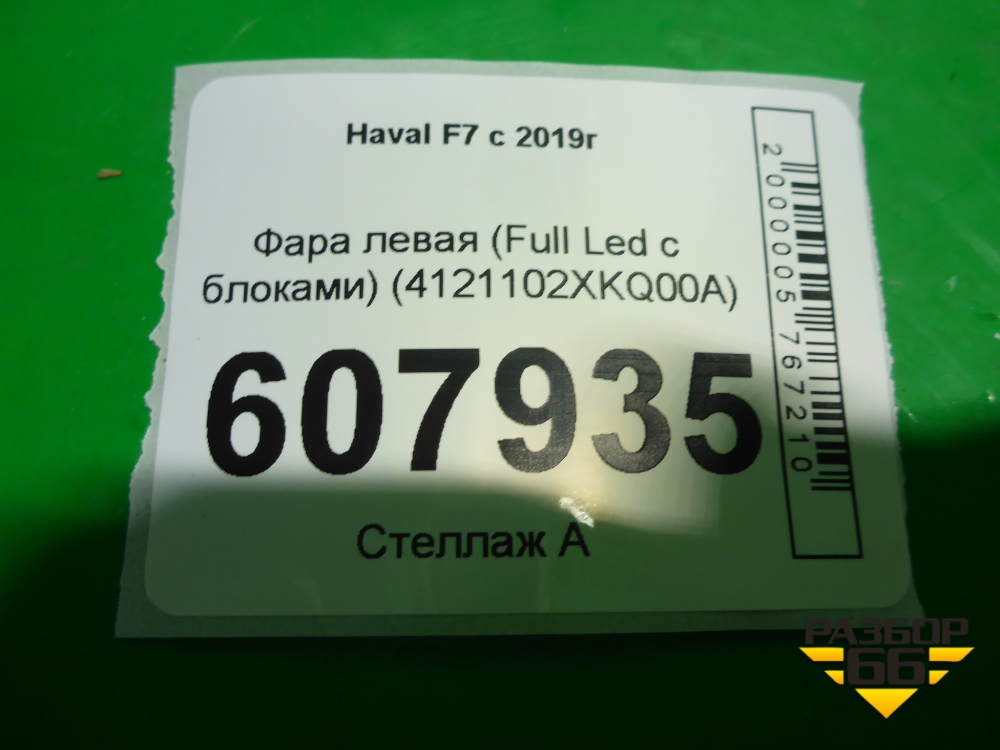 Haval F7 с 2019г
Фара левая (Full Led с
блоками) (4121102XKQ00A)
607935
Стеллаж А
2000005767210
РАЗБОР
66